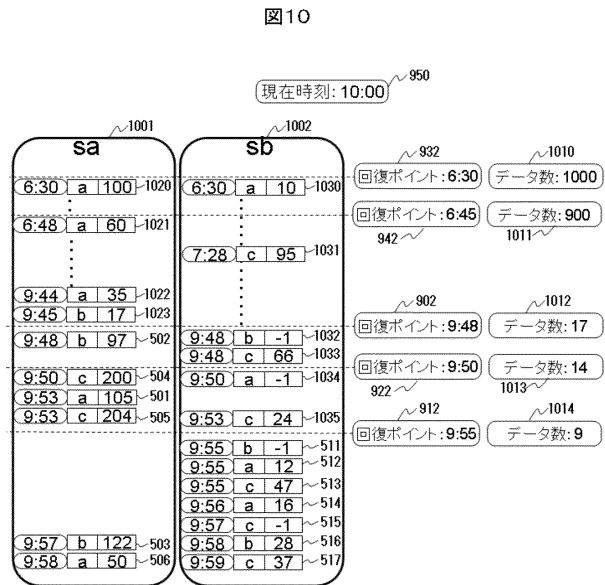 図10
現在時刻: 10:00 950
1001 1002
sa sb
932 1010
6:30 a 100 1020 6:30 a 10 1030 回復ポイント:6:30 データ数:1000
6:48 a 60 1021 回復ポイント:6:45 データ数:900
942 1011
7:28 c 95 1031
9:44 a 35 1022
9:45 b 17 1023
902 1012
9:48 b 97 502 9:48 b -1 1032 回復ポイント:9:48 データ数:17
9:48 c 66 1033
9:50 c 200 504 9:50 a -1 1034 回復ポイント:9:50 データ数:14
922 1013
9:53 a 105 501
9:53 c 204 505 9:53 c 24 1035
912 1014
回復ポイント:9:55 データ数:9
9:55 b -1 511
9:55 a 12 512
9:55 c 47 513
9:56 a 16 514
9:57 c -1 515
9:57 b 122 503 9:58 b 28 516
9:58 a 50 506 9:59 c 37 517